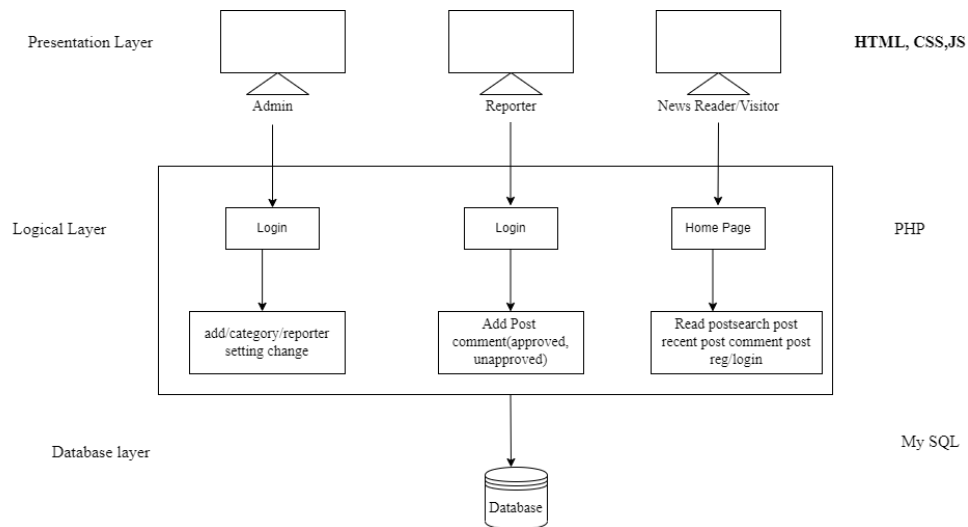 Presentation Layer
HTML, CSS,JS
Admin
Reporter
News Reader/Visitor
Logical Layer
Login
Login
Home Page
PHP
add/category/reporter
setting change
Add Post
comment(approved,
unapproved)
Read postsearch post
recent post comment post
reg/login
Database layer
My SQL
Database